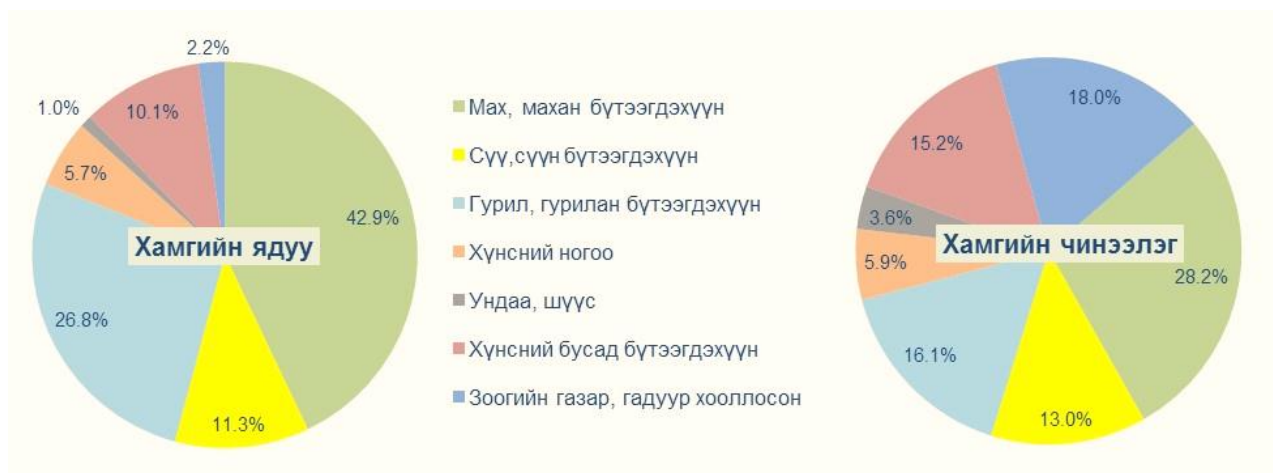 2.2%
1.0%
10.1%
5.7%
42.9%
Хамгийн ядуу
26.8%
11.3%
Мах, махан бүтээгдэхүүн
Сүү,сүүн бүтээгдэхүүн
Гурил, гурилан бүтээгдэхүүн
Хүнсний ногоо
Ундаа, шүүс
Хүнсний бусад бүтээгдэхүүн
Зоогийн газар, гадуур хооллосон
18.0%
15.2%
3.6%
Хамгийн чинээлэг
5.9%
28.2%
16.1%
13.0%